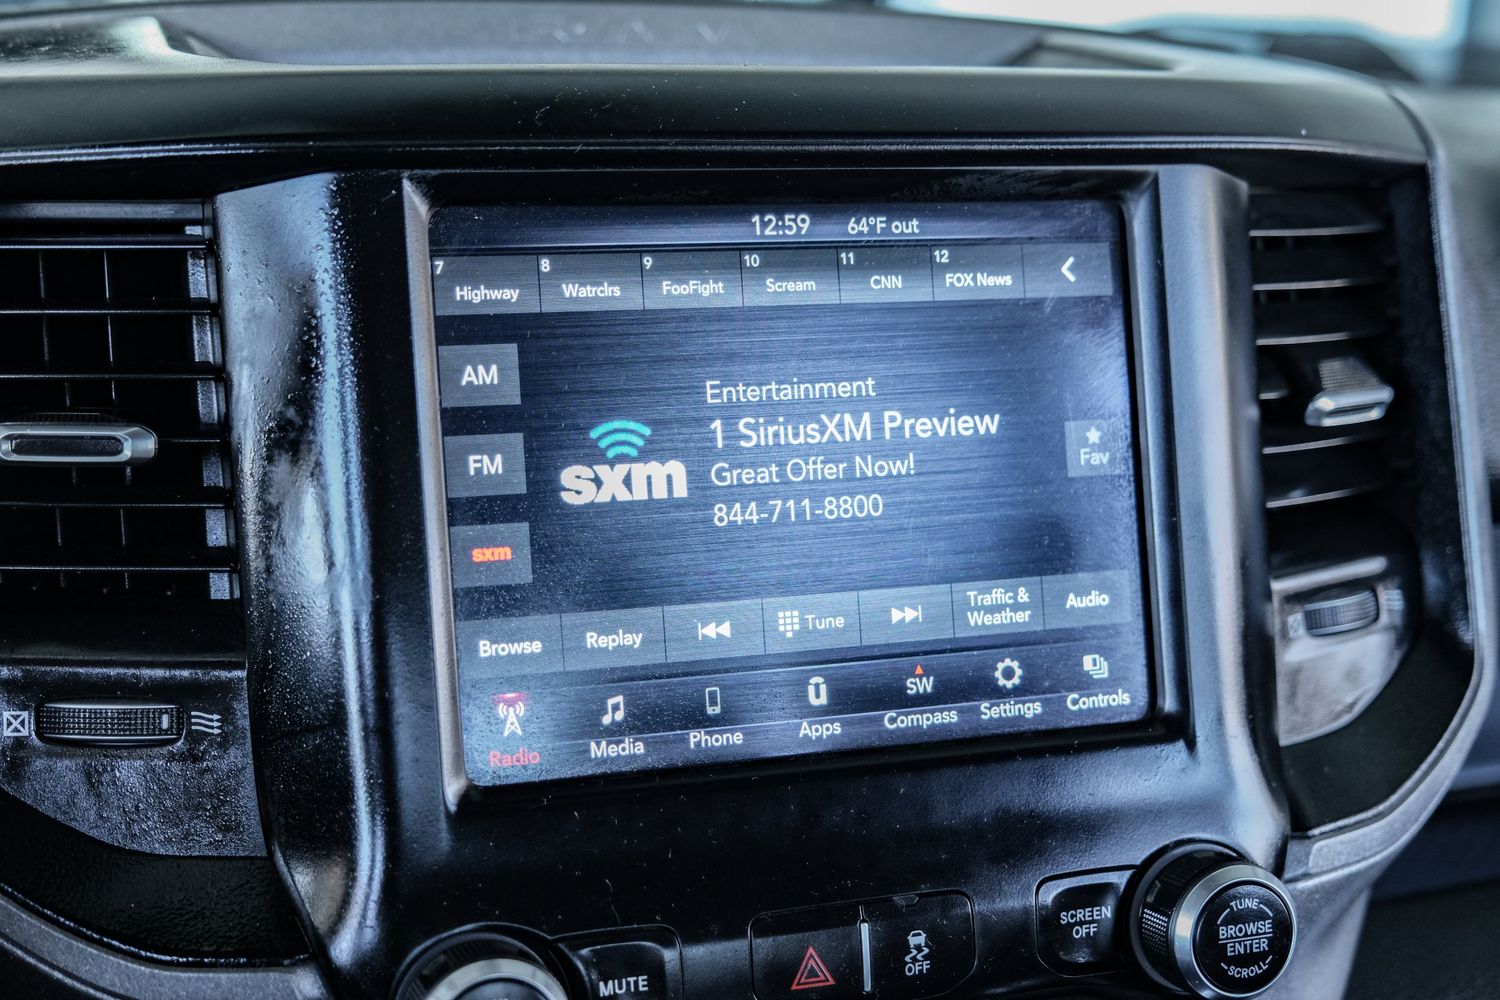 RAM
12:59 64°F out
7 Highway
8 Watrclrs
9 FooFight
10 Scream
11 CNN
12 FOX News
AM
FM
sxm
sxm
Entertainment
1 SiriusXM Preview
Great Offer Now!
844-711-8800
Fav
Browse
Replay
Tune
Traffic &
Weather
Audio
Radio
Media
Phone
Apps
SW
Compass
Settings
Controls
MUTE
OFF
SCREEN
OFF
TUNE
BROWSE
ENTER
SCROLL